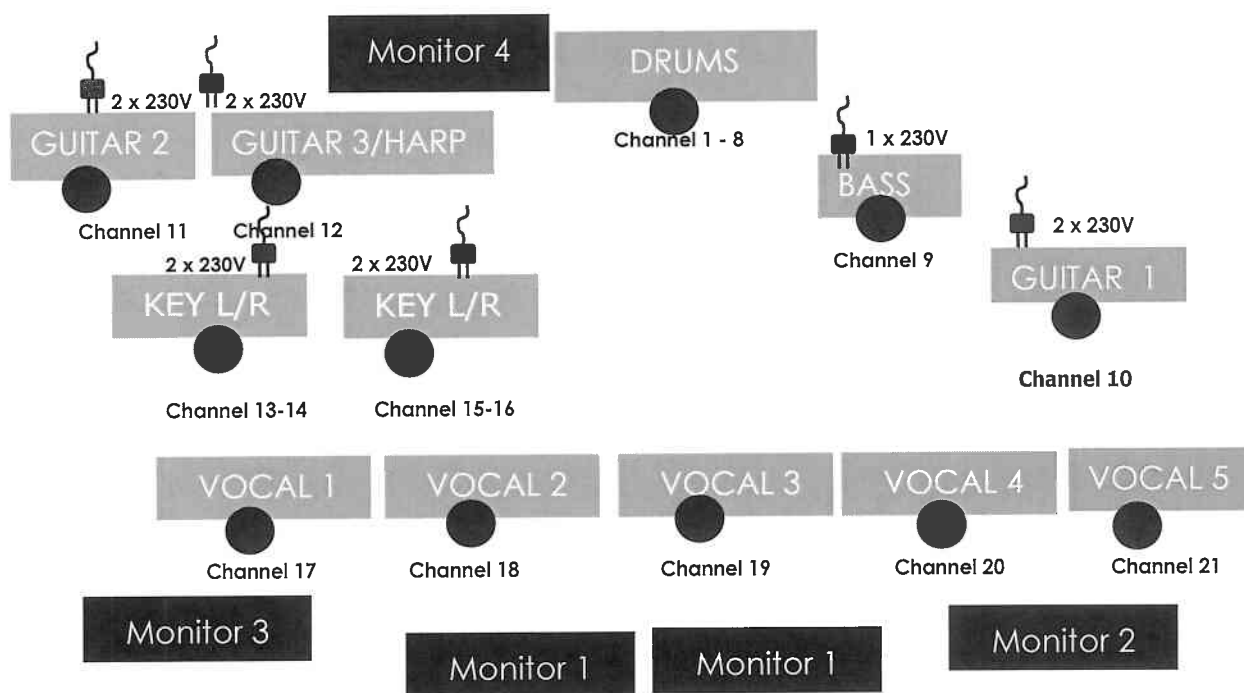 Monitor 4
DRUMS
2 x 230V
2 x 230V
GUITAR 2
GUITAR 3/HARP
Channel 1 - 8
1 x 230V
BASS
Channel 11
Channel 12
2 x 230V
Channel 9
2 x 230V
2 x 230V
GUITAR 1
KEY L/R
KEY L/R
Channel 10
Channel 13-14
Channel 15-16
VOCAL 1
VOCAL 2
VOCAL 3
VOCAL 4
VOCAL 5
Channel 17
Channel 18
Channel 19
Channel 20
Channel 21
Monitor 3
Monitor 1
Monitor 1
Monitor 2